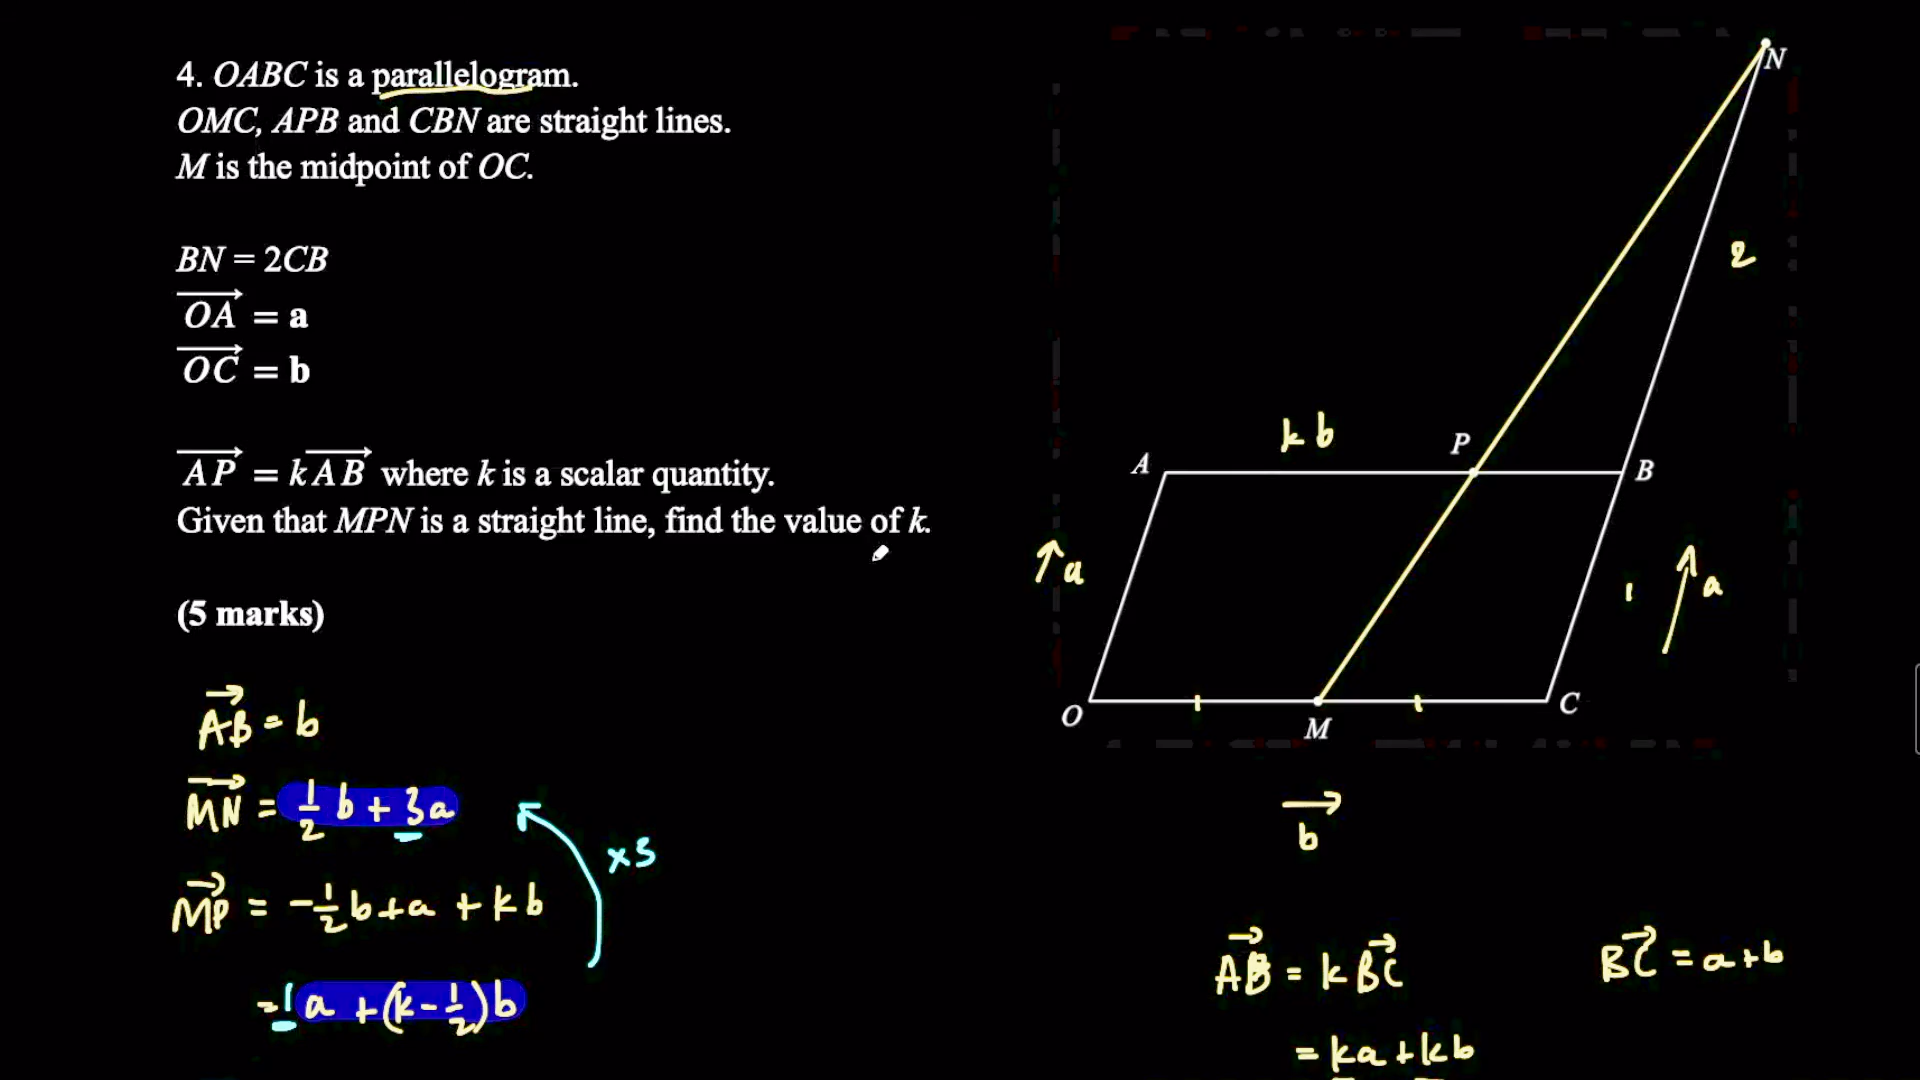 4. OABC is a parallelogram.
OMC, APB and CBN are straight lines.
M is the midpoint of OC.
BN = 2CB
OA = a
OC = b
AP = kAB where k is a scalar quantity.
Given that MPN is a straight line, find the value of k.
(5 marks)
AB = b
MN = 1/2 b + 3a
×3
MP = -1/2 b + a + kb
= 1a + (k - 1/2)b
N
2
kb
P
A
B
a
1
a
O
M
C
b
AB = kBC
= ka + kb
BC = a + b